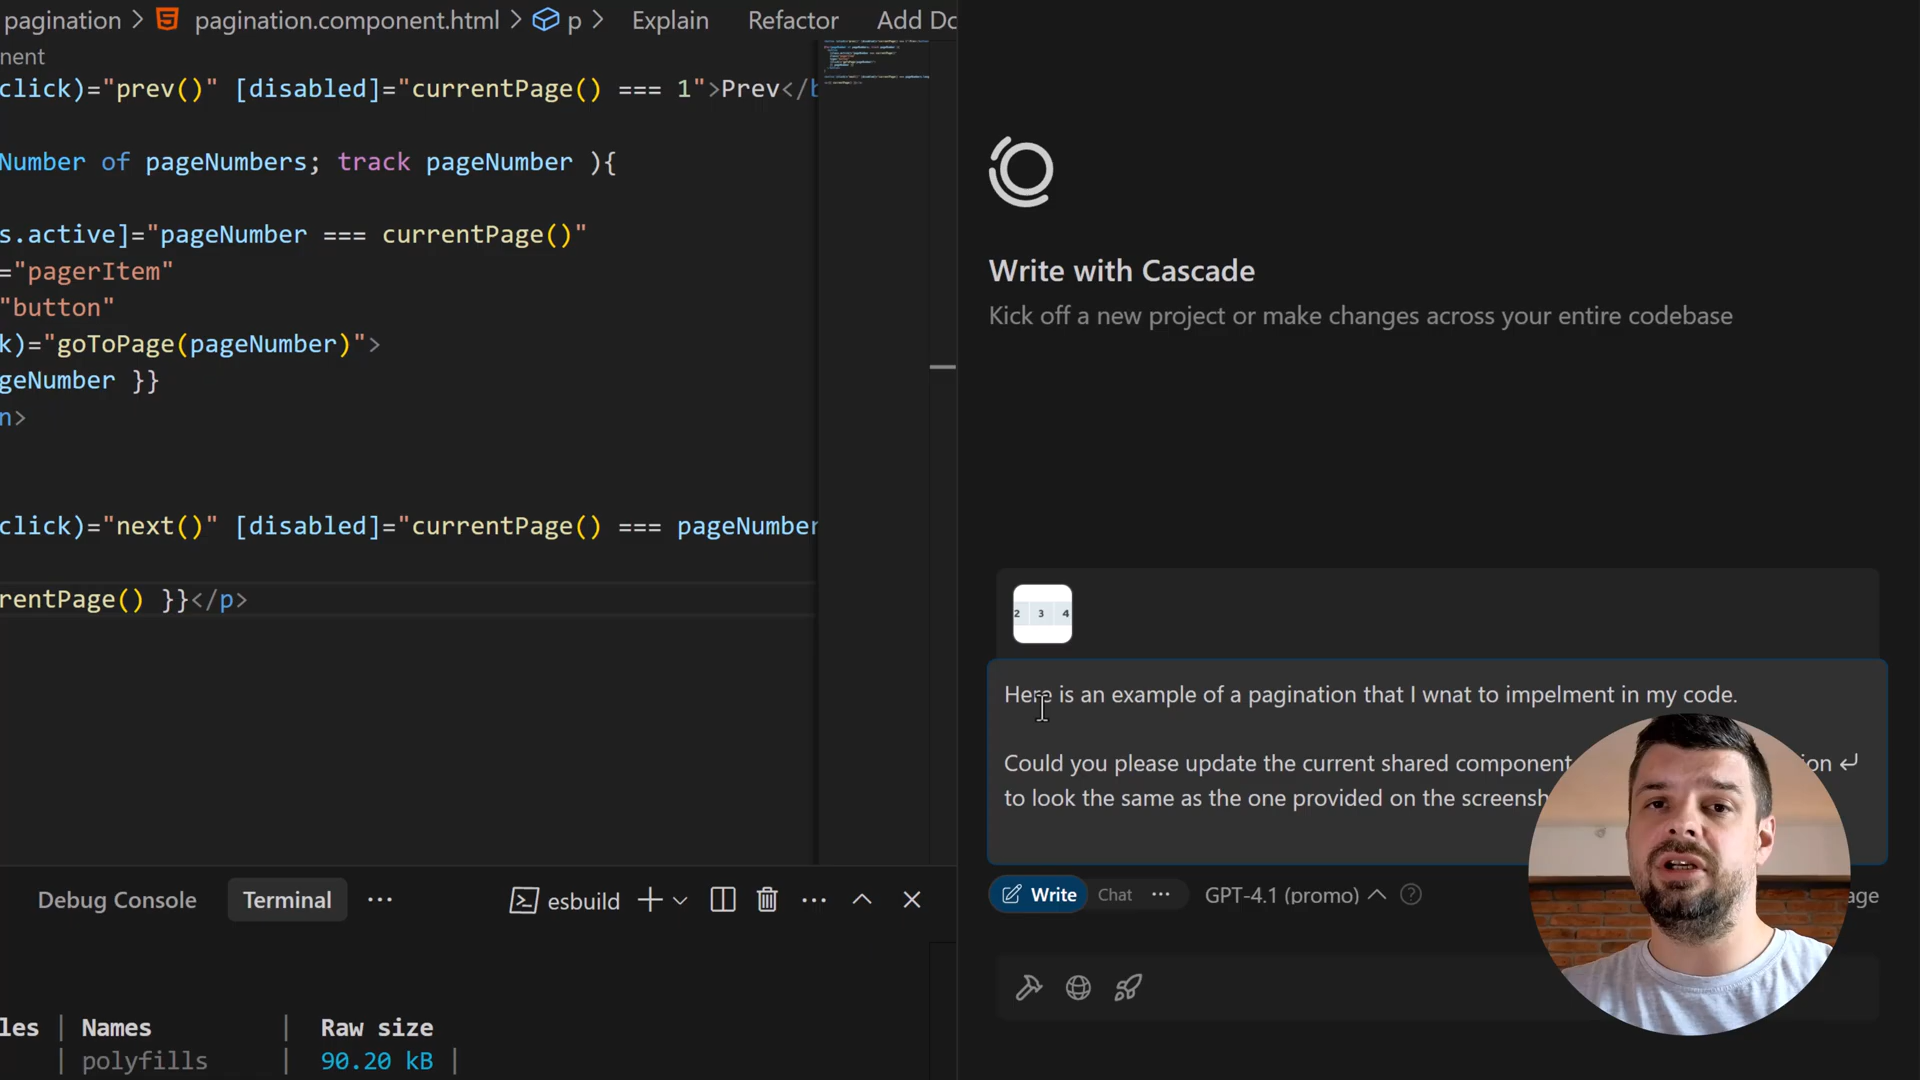 pagination > pagination.component.html > p > Explain Refactor Add Dc
nent
click)="prev()" [disabled]="currentPage() === 1">Prev</b
Number of pageNumbers; track pageNumber ){
s.active]="pageNumber === currentPage()"
="pagerItem"
"button"
k)="goToPage(pageNumber)">
geNumber }}
n>
click)="next()" [disabled]="currentPage() === pageNumber
rentPage() }}</p>
Debug Console Terminal ··· esbuild
les | Names | Raw size
| polyfills | 90.20 kB |
Write with Cascade
Kick off a new project or make changes across your entire codebase
2 3 4
Here is an example of a pagination that I wnat to impelment in my code.
Could you please update the current shared component on
to look the same as the one provided on the screensh
Write Chat ··· GPT-4.1 (promo) age